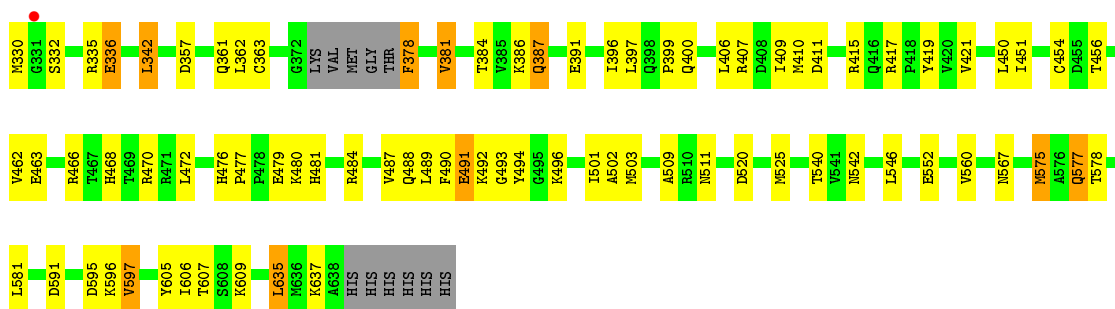 M330 G331 S332 R335 E336 L342 D357 Q361 L362 C363 G372 LYS VAL MET GLY THR F378 V381 T384 V385 K386 Q387 E391 I396 L397 Q398 P399 Q400 L406 R407 D408 I409 M410 D411 R415 Q416 R417 P418 Y419 V420 V421 L450 I451 C454 D455 T456
V462 E463 R466 T467 H468 T469 R470 R471 L472 H476 P477 P478 E479 K480 H481 R484 V487 Q488 L489 F490 E491 K492 G493 Y494 G495 K496 I501 A502 M503 A509 R510 N511 D520 M525 T540 V541 N542 L546 E552 V560 N567 M575 A576 Q577 T578
L581 D591 D595 K596 V597 Y605 I606 T607 S608 K609 L635 M636 K637 A638 HIS HIS HIS HIS HIS HIS